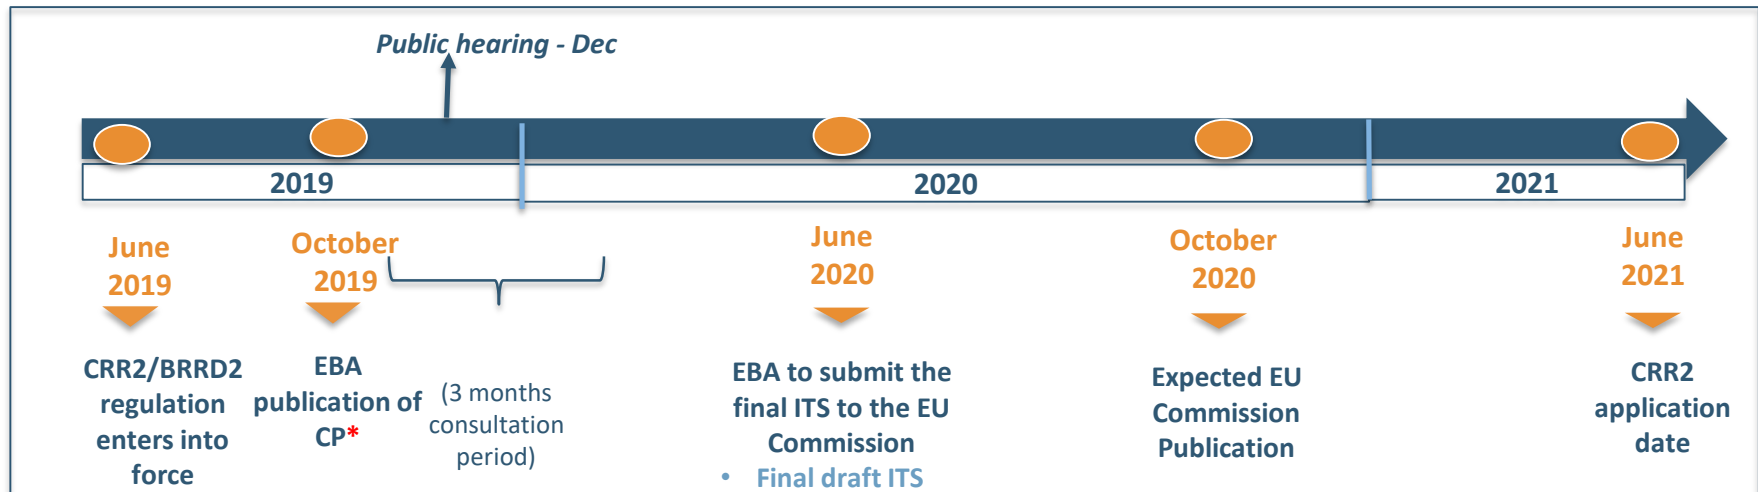 Public hearing - Dec
2019
2020
2021
June
2019
CRR2/BRRD2
regulation
enters into
force
October
2019
EBA
publication of
CP*
(3 months
consultation
period)
June
2020
EBA to submit the
final ITS to the EU
Commission
• Final draft ITS
October
2020
Expected EU
Commission
Publication
June
2021
CRR2
application
date